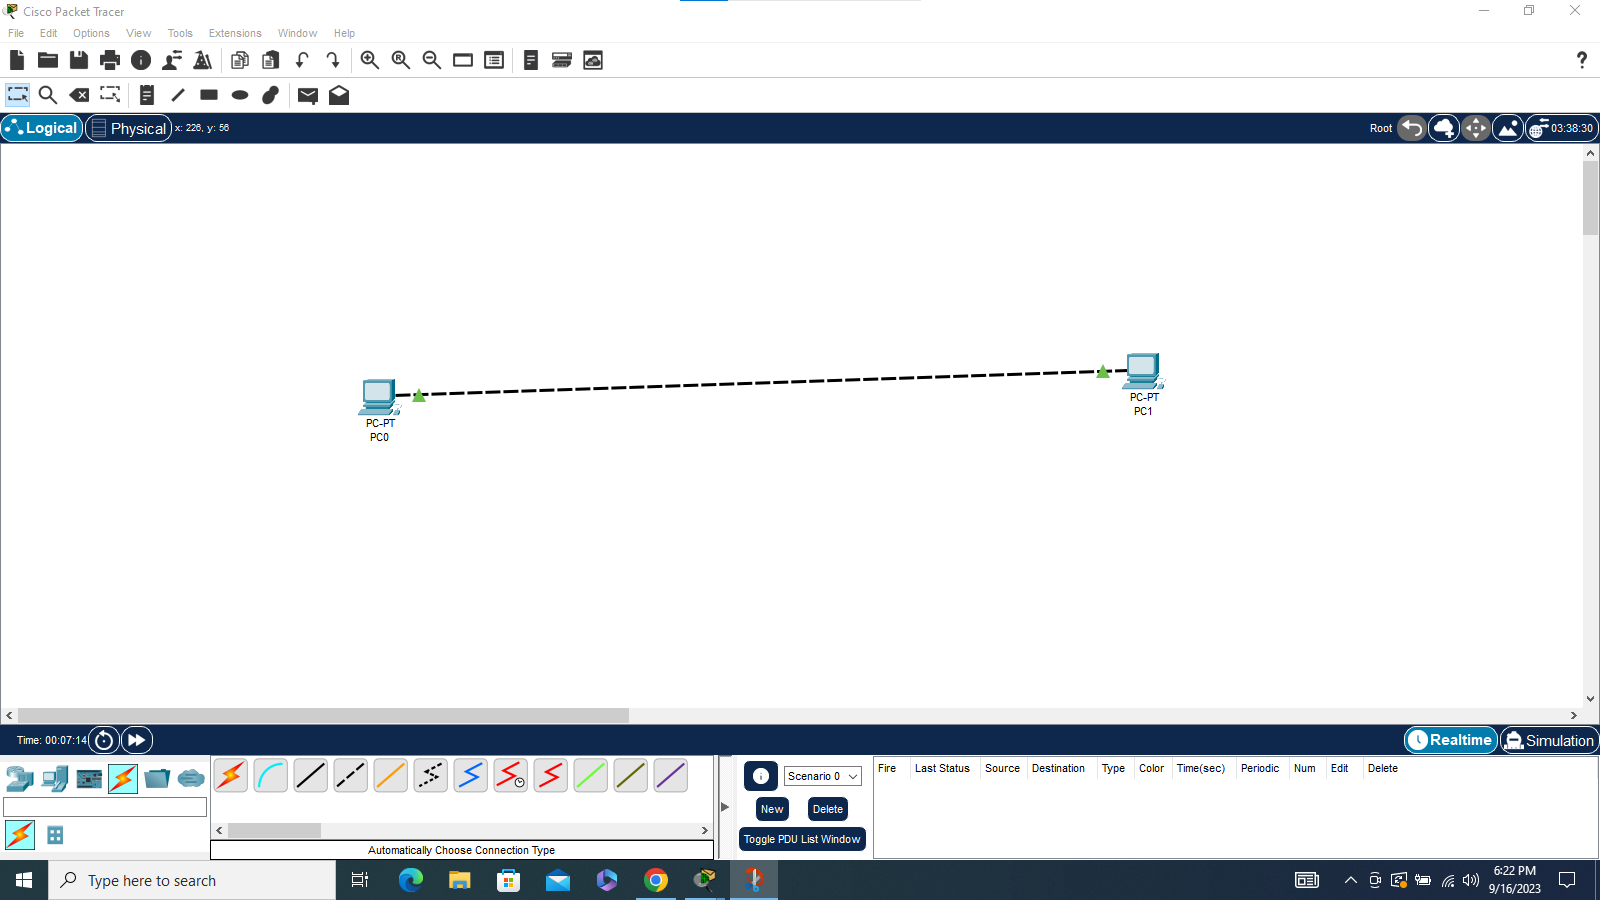 Cisco Packet Tracer
File Edit Options View Tools Extensions Window Help
Logical Physical x: 226, y: 56 Root 03:38:30
PC-PT
PC1
PC-PT
PC0
Time: 00:07:14 Realtime Simulation
Scenario 0
New Delete
Toggle PDU List Window
Fire Last Status Source Destination Type Color Time(sec) Periodic Num Edit Delete
Automatically Choose Connection Type
Type here to search
6:22 PM
9/16/2023